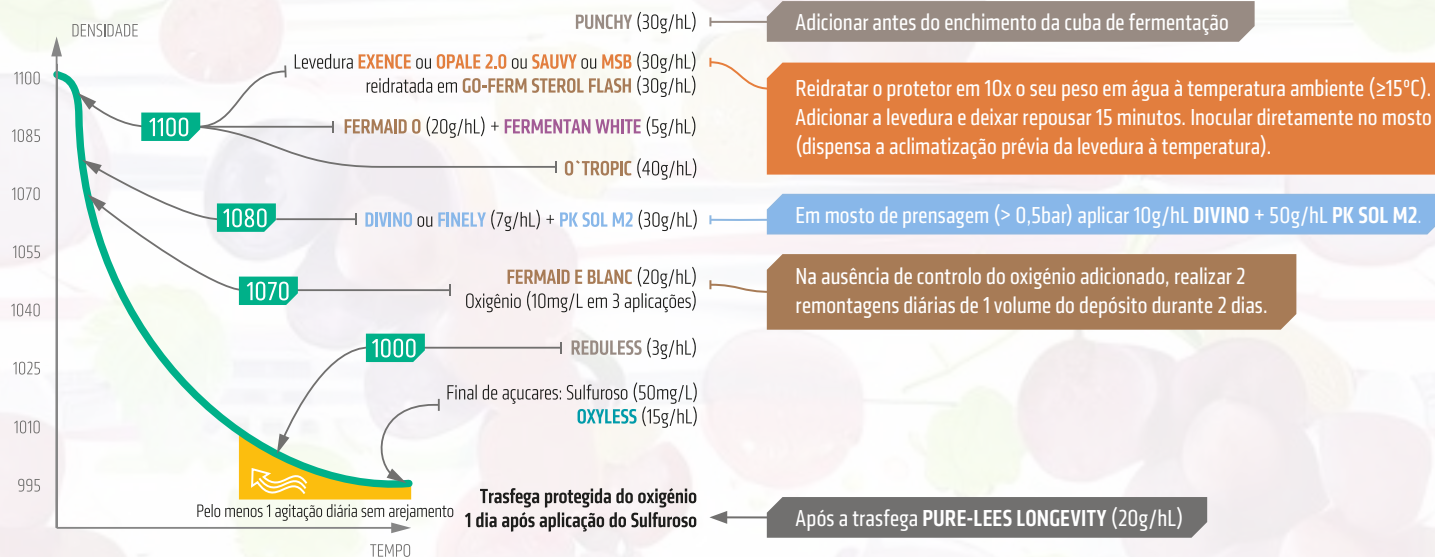 DENSIDADE
PUNCHY (30g/hL)
Adicionar antes do enchimento da cuba de fermentação
1100
Levedura EXENCE ou OPALE 2.0 ou SAUVY ou MSB (30g/hL)
reidratada em GO-FERM STEROL FLASH (30g/hL)
Reidratar o protetor em 10x o seu peso em água à temperatura ambiente (≥15ºC).
Adicionar a levedura e deixar repousar 15 minutos. Inocular diretamente no mosto
(dispensa a aclimatização prévia da levedura à temperatura).
1100
FERMAID O (20g/hL) + FERMENTAN WHITE (5g/hL)
1085
O`TROPIC (40g/hL)
1070
1080
DIVINO ou FINELY (7g/hL) + PK SOL M2 (30g/hL)
Em mosto de prensagem (> 0,5bar) aplicar 10g/hL DIVINO + 50g/hL PK SOL M2.
1055
1070
FERMAID E BLANC (20g/hL)
Oxigênio (10mg/L em 3 aplicações)
Na ausência de controlo do oxigénio adicionado, realizar 2
remontagens diárias de 1 volume do depósito durante 2 dias.
1040
1000
REDULESS (3g/hL)
1025
Final de açucares: Sulfuroso (50mg/L)
OXYLESS (15g/hL)
1010
995
Pelo menos 1 agitação diária sem arejamento
Trasfega protegida do oxigénio
1 dia após aplicação do Sulfuroso
Após a trasfega PURE-LEES LONGEVITY (20g/hL)
TEMPO